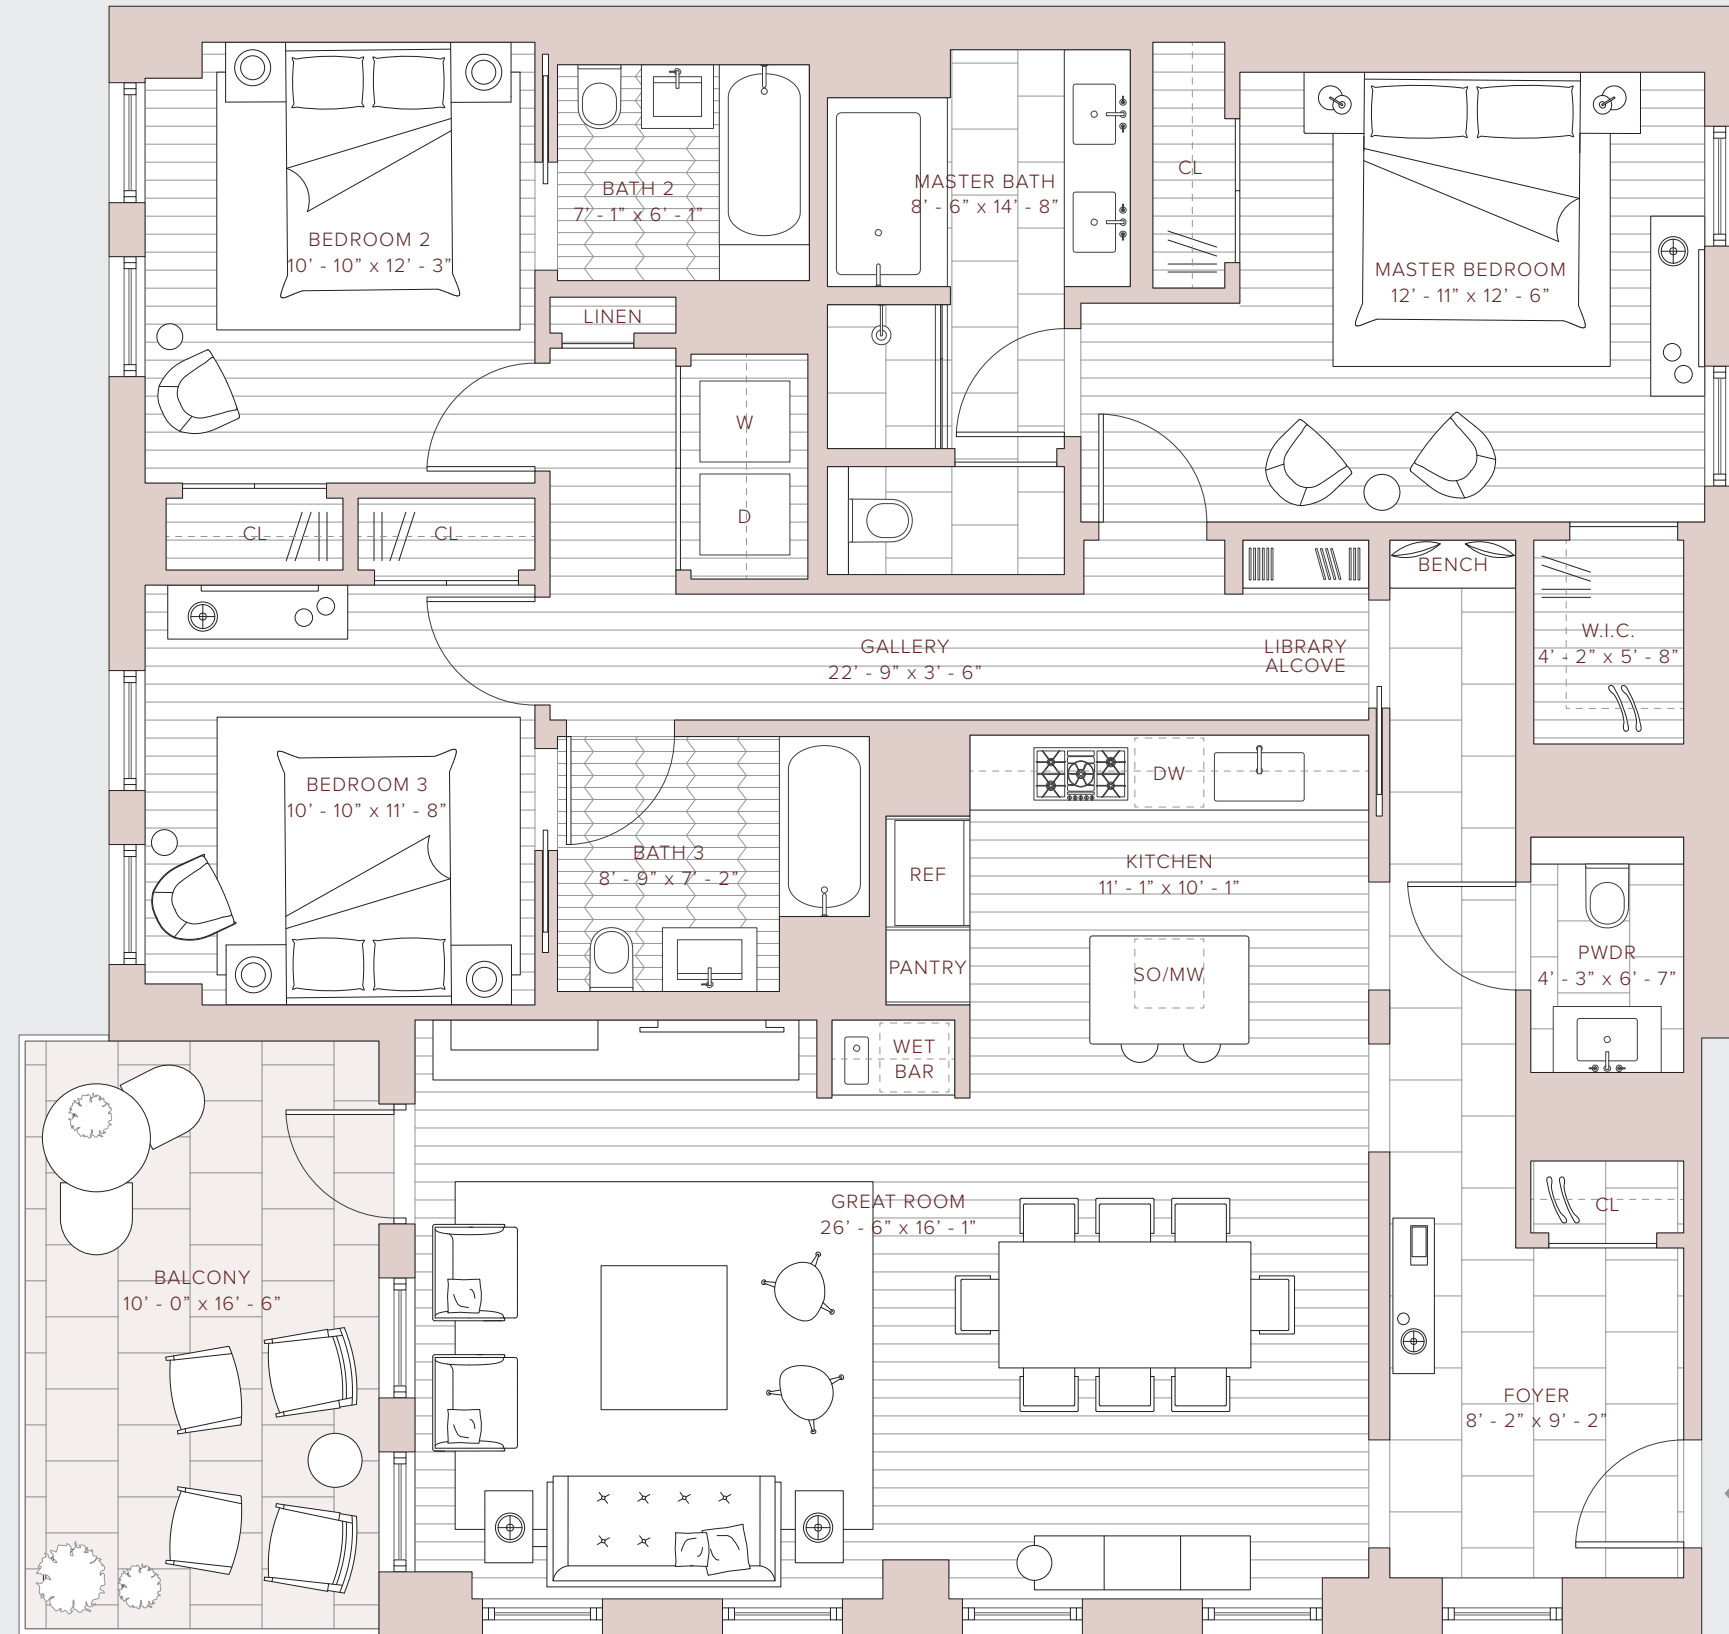 BEDROOM 2
10’ - 10” x 12’ - 3”
BATH 2
7’ - 1” x 6’ - 1”
MASTER BATH
8’ - 6” x 14’ - 8”
CL
MASTER BEDROOM
12’ - 11” x 12’ - 6”
LINEN
W
D
CL
CL
BENCH
GALLERY
22’ - 9” x 3’ - 6”
LIBRARY
ALCOVE
W.I.C.
4’ - 2” x 5’ - 8”
BEDROOM 3
10’ - 10” x 11’ - 8”
BATH 3
8’ - 9” x 7’ - 2”
DW
REF
KITCHEN
11’ - 1” x 10’ - 1”
PANTRY
SO/MW
PWDR
4’ - 3” x 6’ - 7”
WET
BAR
GREAT ROOM
26’ - 6” x 16’ - 1”
CL
BALCONY
10’ - 0” x 16’ - 6”
FOYER
8’ - 2” x 9’ - 2”